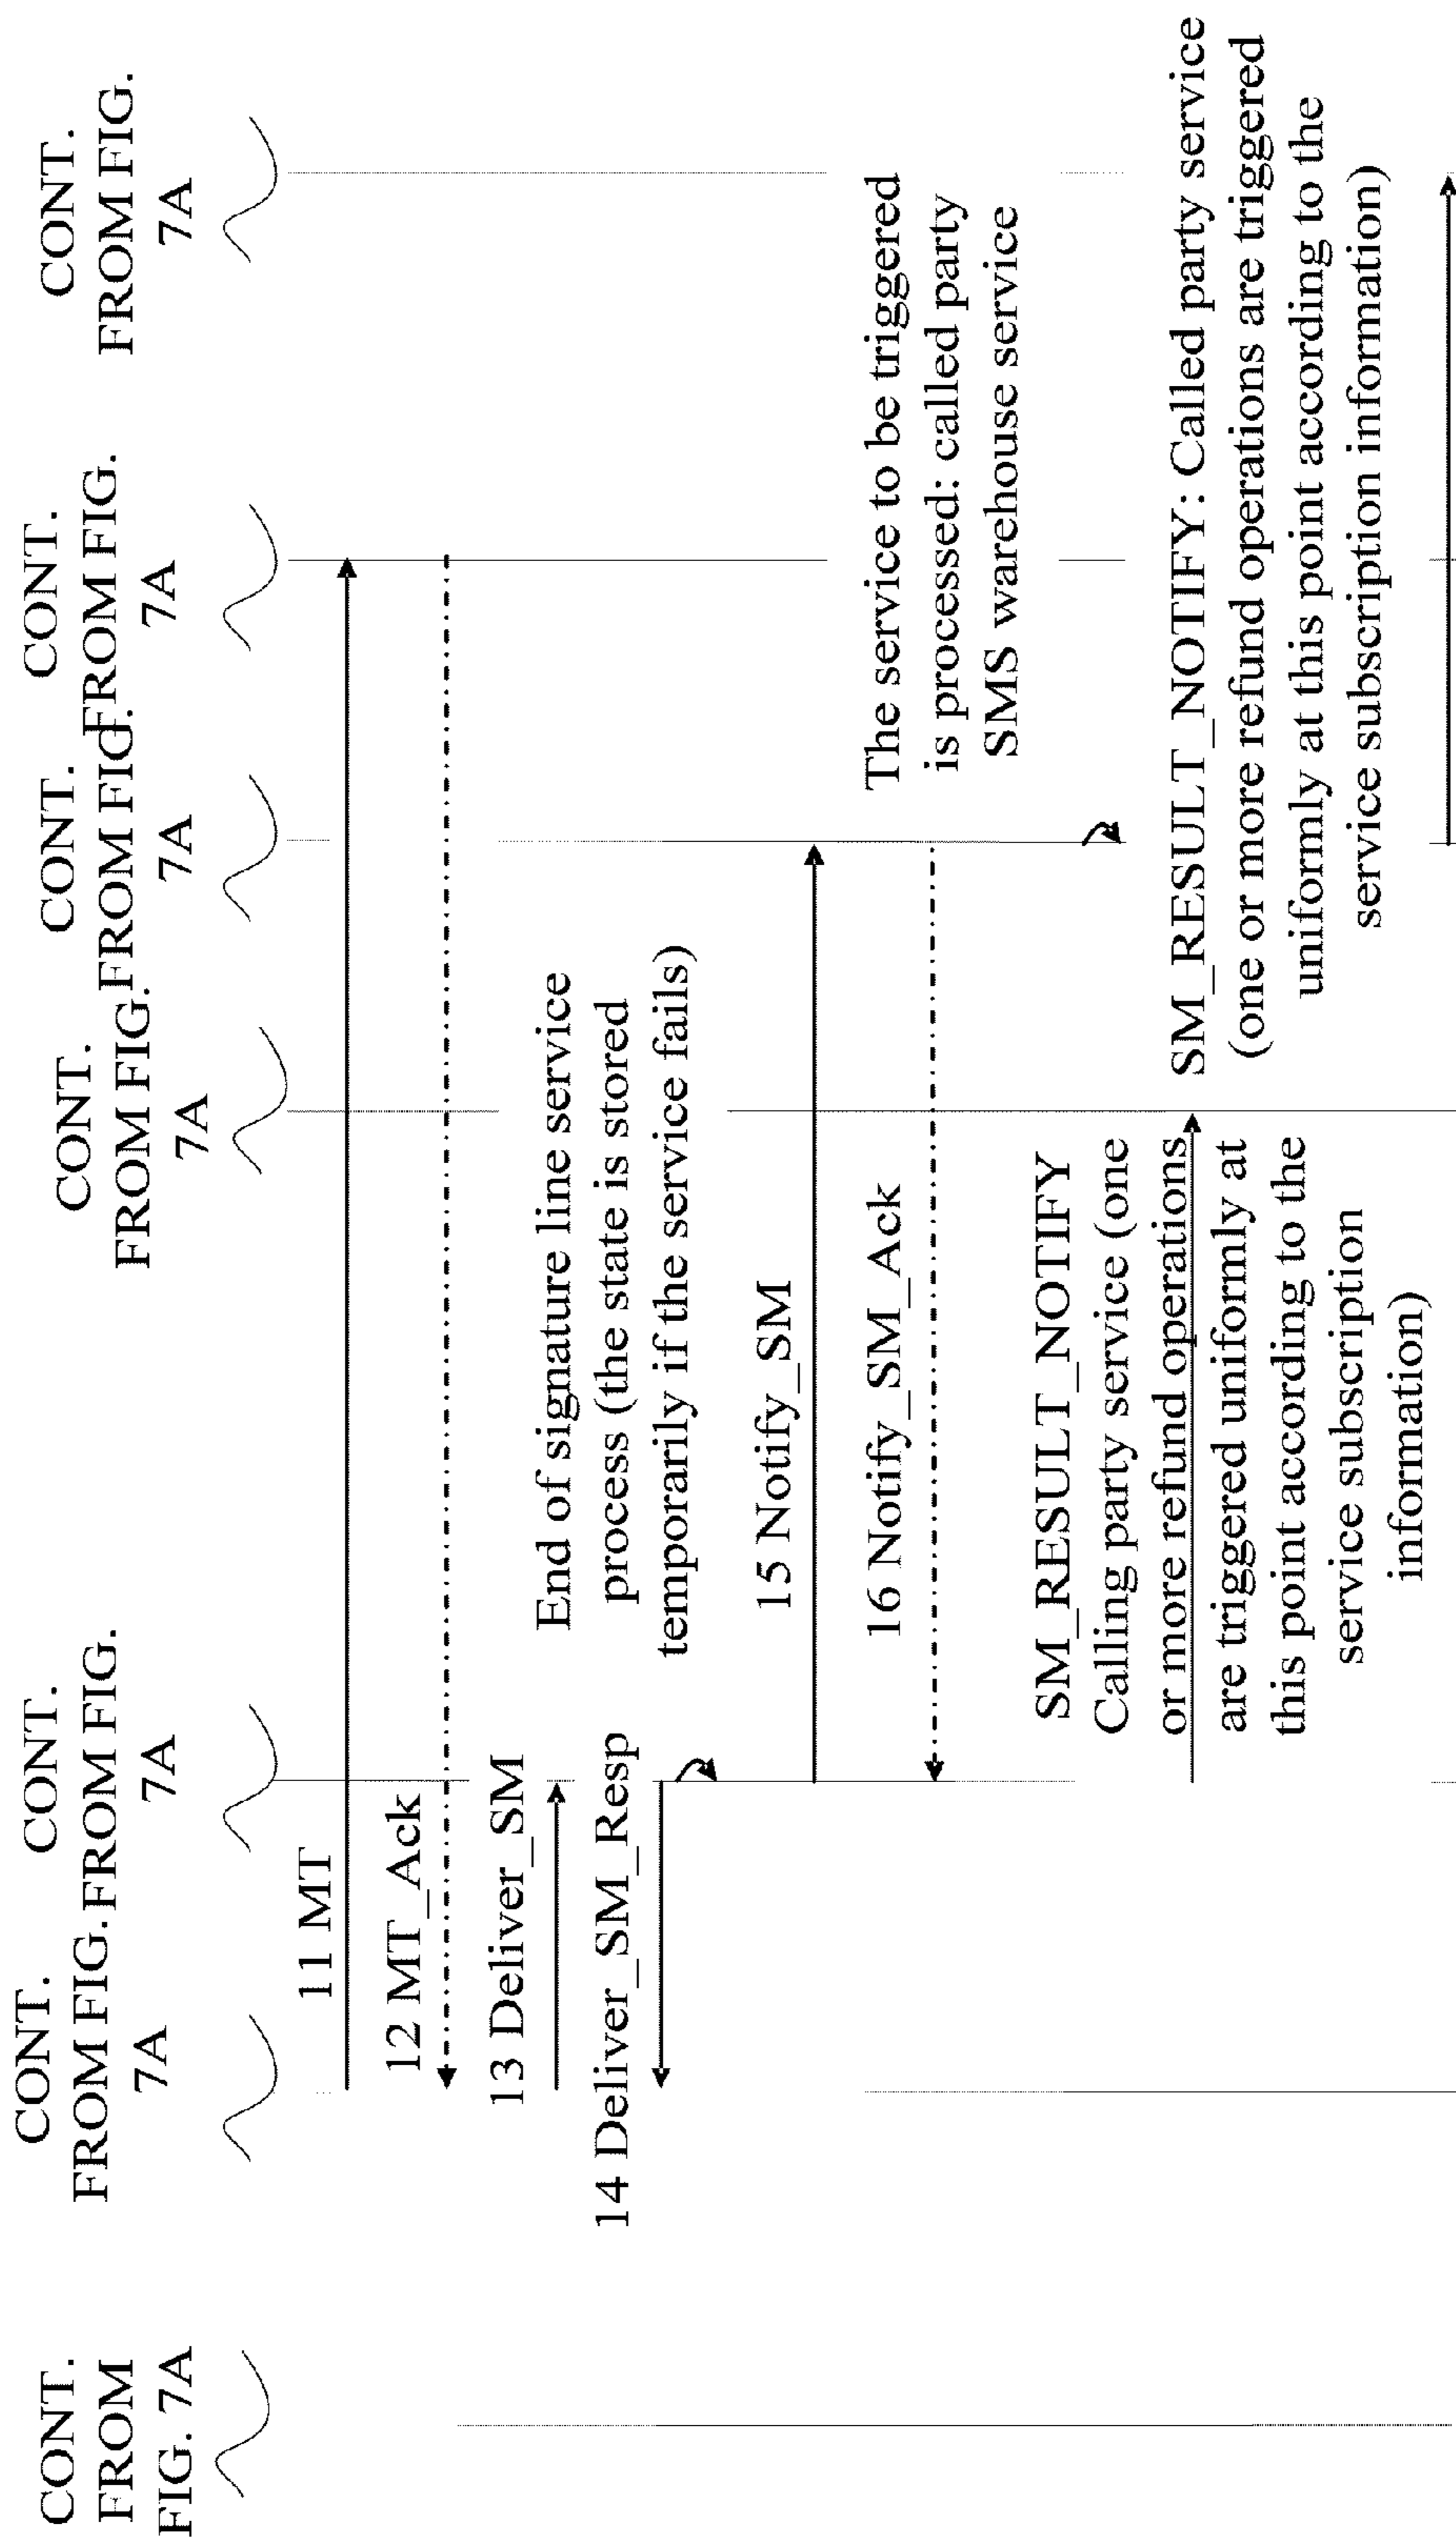 CONT.
FROM
FIG. 7A
CONT.
FROM FIG.
7A
CONT.
FROM FIG.
7A
CONT.
FROM FIG.
7A
CONT.
FROM FIG.
7A
CONT.
FROM FIG.
7A
CONT.
FROM FIG.
7A
11 MT
12 MT_Ack
13 Deliver_SM
14 Deliver_SM_Resp
End of signature line service
process (the state is stored
temporarily if the service fails)
15 Notify_SM
16 Notify_SM_Ack
The service to be triggered
is processed: called party
SMS warehouse service
SM_RESULT_NOTIFY
Calling party service (one
or more refund operations
are triggered uniformly at
this point according to the
service subscription
information)
SM_RESULT_NOTIFY: Called party service
(one or more refund operations are triggered
uniformly at this point according to the
service subscription information)